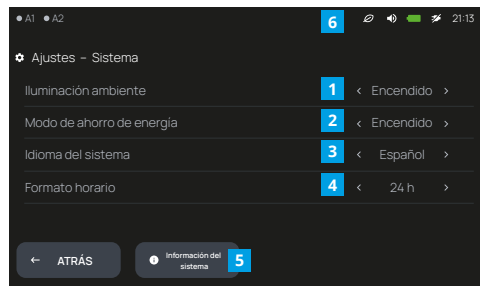 A1 A2 6 21:13
Ajustes – Sistema
Iluminación ambiente 1 < Encendido >
Modo de ahorro de energía 2 < Encendido >
Idioma del sistema 3 < Español >
Formato horario 4 < 24 h >
← ATRÁS
Información del
sistema
5